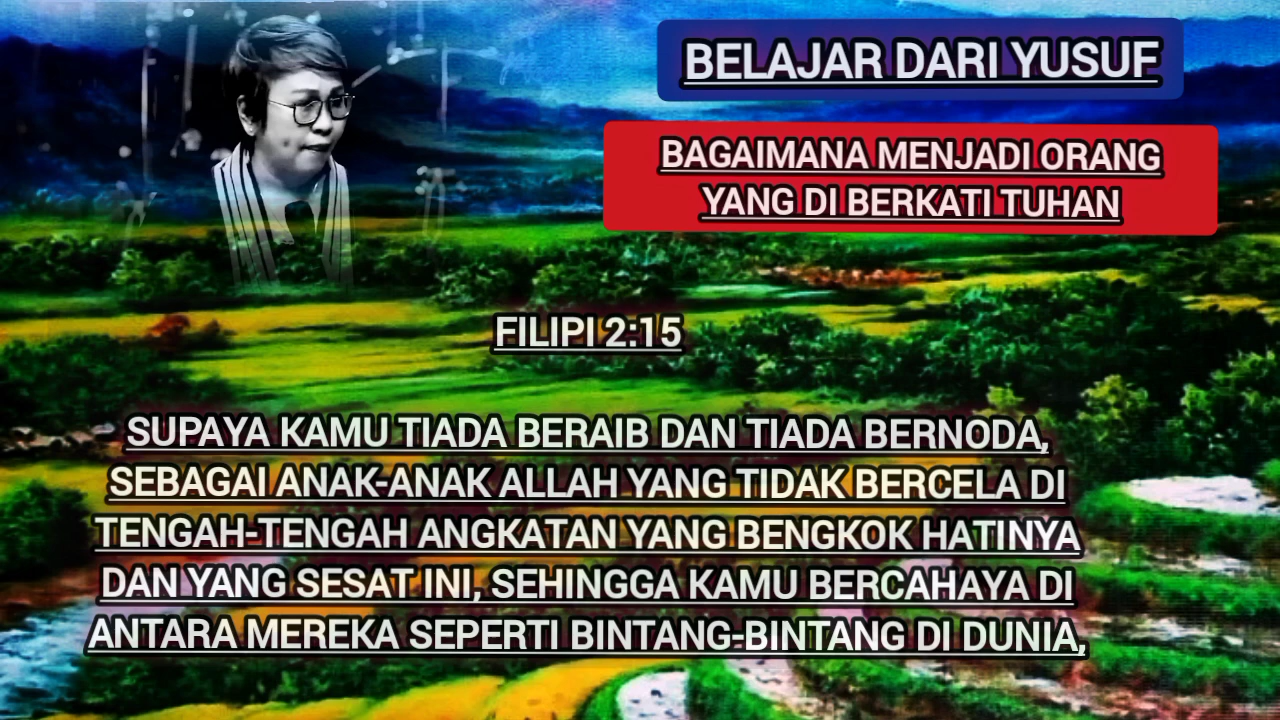 BELAJAR DARI YUSUF
BAGAIMANA MENJADI ORANG
YANG DI BERKATI TUHAN
FILIPI 2:15
SUPAYA KAMU TIADA BERAIB DAN TIADA BERNODA,
SEBAGAI ANAK-ANAK ALLAH YANG TIDAK BERCELA DI
TENGAH-TENGAH ANGKATAN YANG BENGKOK HATINYA
DAN YANG SESAT INI, SEHINGGA KAMU BERCAHAYA DI
ANTARA MEREKA SEPERTI BINTANG-BINTANG DI DUNIA,